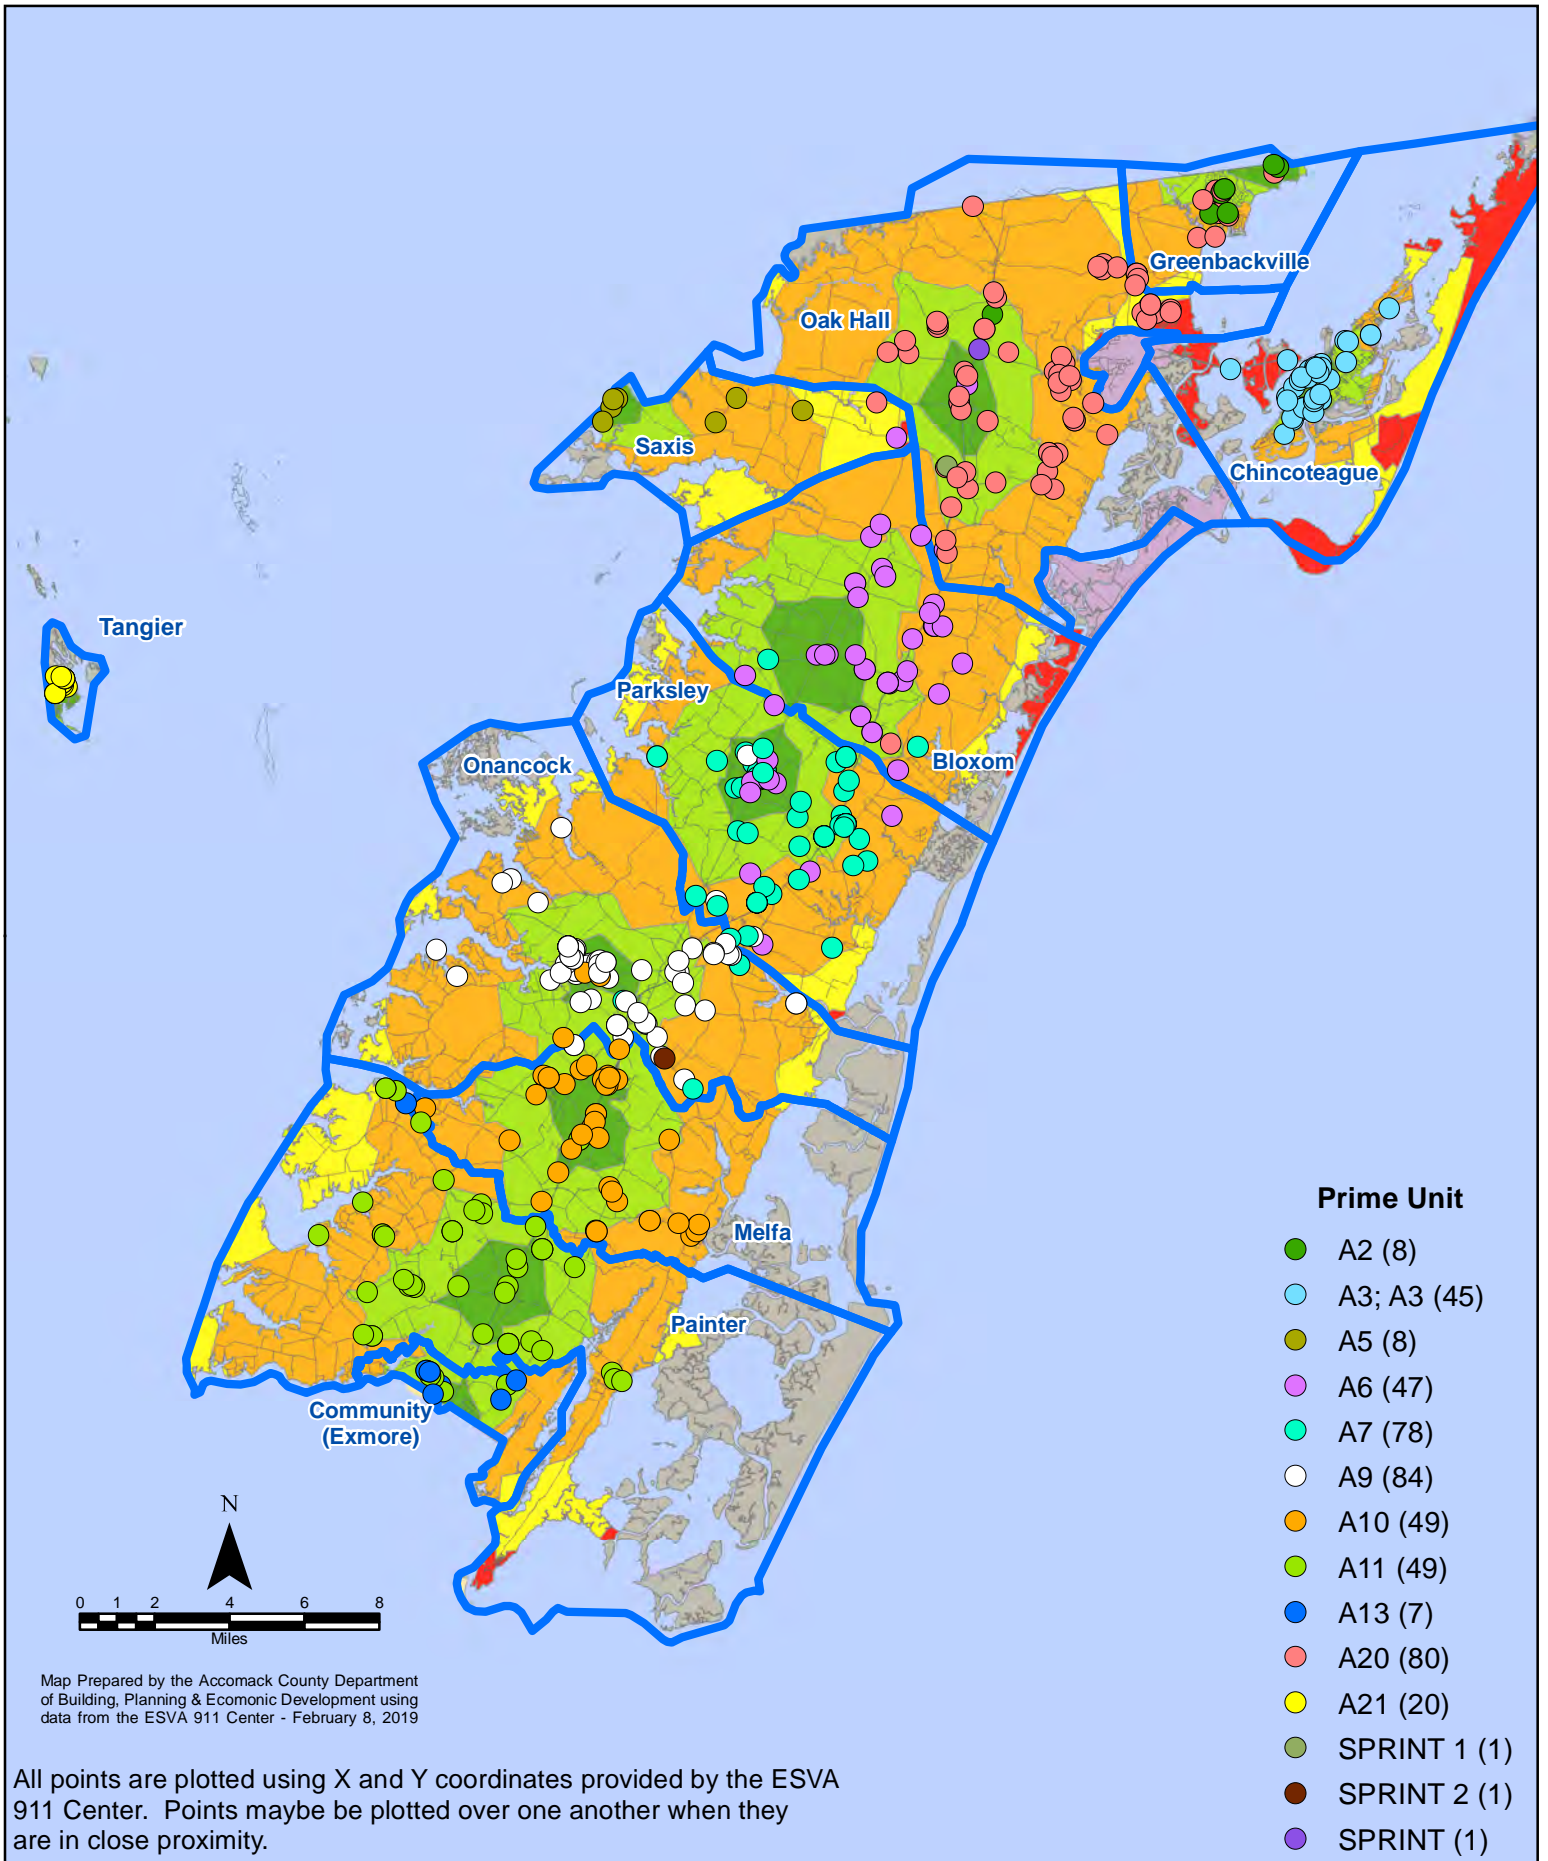 Greenbackville
Oak Hall
Saxis
Chincoteague
Tangier
Parksley
Onancock
Bloxom
Melfa
Painter
Community
(Exmore)
Prime Unit
A2 (8)
A3; A3 (45)
A5 (8)
A6 (47)
A7 (78)
A9 (84)
A10 (49)
A11 (49)
A13 (7)
A20 (80)
A21 (20)
SPRINT 1 (1)
SPRINT 2 (1)
SPRINT (1)
N
0 1 2 4 6 8
Miles
Map Prepared by the Accomack County Department
of Building, Planning & Ecomonic Development using
data from the ESVA 911 Center - February 8, 2019
All points are plotted using X and Y coordinates provided by the ESVA
911 Center.  Points maybe be plotted over one another when they
are in close proximity.